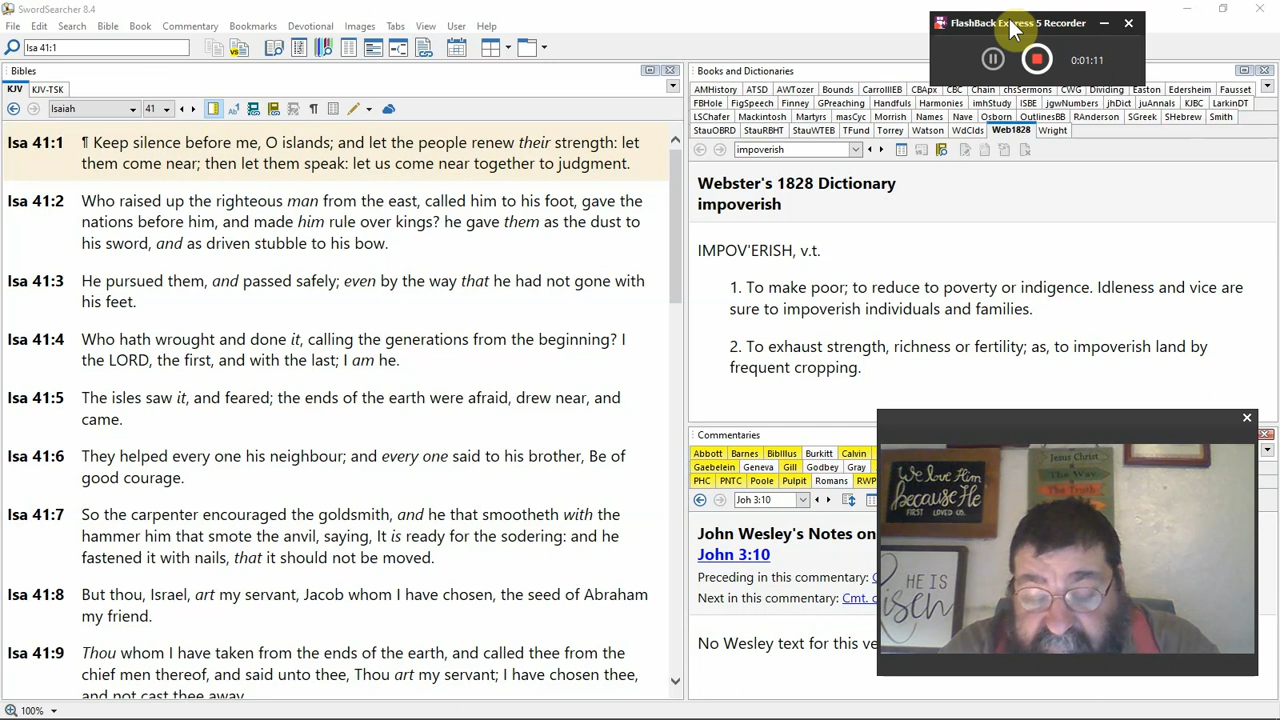 SwordSearcher 8.4
File Edit Search Bible Book Commentary Bookmarks Devotional Images Tabs View User Help
Isa 41:1
FlashBack Express 5 Recorder
0:01:11
Bibles
KJV KJV-TSK
Isaiah 41
Isa 41:1 ¶ Keep silence before me, O islands; and let the people renew their strength: let
them come near; then let them speak: let us come near together to judgment.
Isa 41:2 Who raised up the righteous man from the east, called him to his foot, gave the
nations before him, and made him rule over kings? he gave them as the dust to
his sword, and as driven stubble to his bow.
Isa 41:3 He pursued them, and passed safely; even by the way that he had not gone with
his feet.
Isa 41:4 Who hath wrought and done it, calling the generations from the beginning? I
the LORD, the first, and with the last; I am he.
Isa 41:5 The isles saw it, and feared; the ends of the earth were afraid, drew near, and
came.
Isa 41:6 They helped every one his neighbour; and every one said to his brother, Be of
good courage.
Isa 41:7 So the carpenter encouraged the goldsmith, and he that smootheth with the
hammer him that smote the anvil, saying, It is ready for the sodering: and he
fastened it with nails, that it should not be moved.
Isa 41:8 But thou, Israel, art my servant, Jacob whom I have chosen, the seed of Abraham
my friend.
Isa 41:9 Thou whom I have taken from the ends of the earth, and called thee from the
chief men thereof, and said unto thee, Thou art my servant; I have chosen thee,
and not cast thee away.
100%
Books and Dictionaries
AMHistory ATSD AWTozer Bounds CarrollIEB CBApx CBC Chain chsSermons CWG Dividing Easton Edersheim Fausset
FBHole FigSpeech Finney GPreaching Handfuls Harmonies imhStudy ISBE jgwNumbers jhDict juAnnals KJBC LarkinDT
LSChafer Mackintosh Martyrs masCyc Morrish Names Nave Osborn OutlinesBB RAnderson SGreek SHebrew Smith
StauOBRD StauRBHT StauWTEB TFund Torrey Watson WdClds Web1828 Wright
impoverish
Webster's 1828 Dictionary
impoverish
IMPOV'ERISH, v.t.
1. To make poor; to reduce to poverty or indigence. Idleness and vice are
sure to impoverish individuals and families.
2. To exhaust strength, richness or fertility; as, to impoverish land by
frequent cropping.
Commentaries
Abbott Barnes BibIllus Burkitt Calvin
Gaebelein Geneva Gill Godbey Gray
PHC PNTC Poole Pulpit Romans RWP
Joh 3:10
John Wesley's Notes on
John 3:10
Preceding in this commentary:
Next in this commentary: Cmt.
No Wesley text for this ve
We love Him
because He
FIRST LOVED US.
Jesus Christ
The Way
The Truth
HE IS
Risen